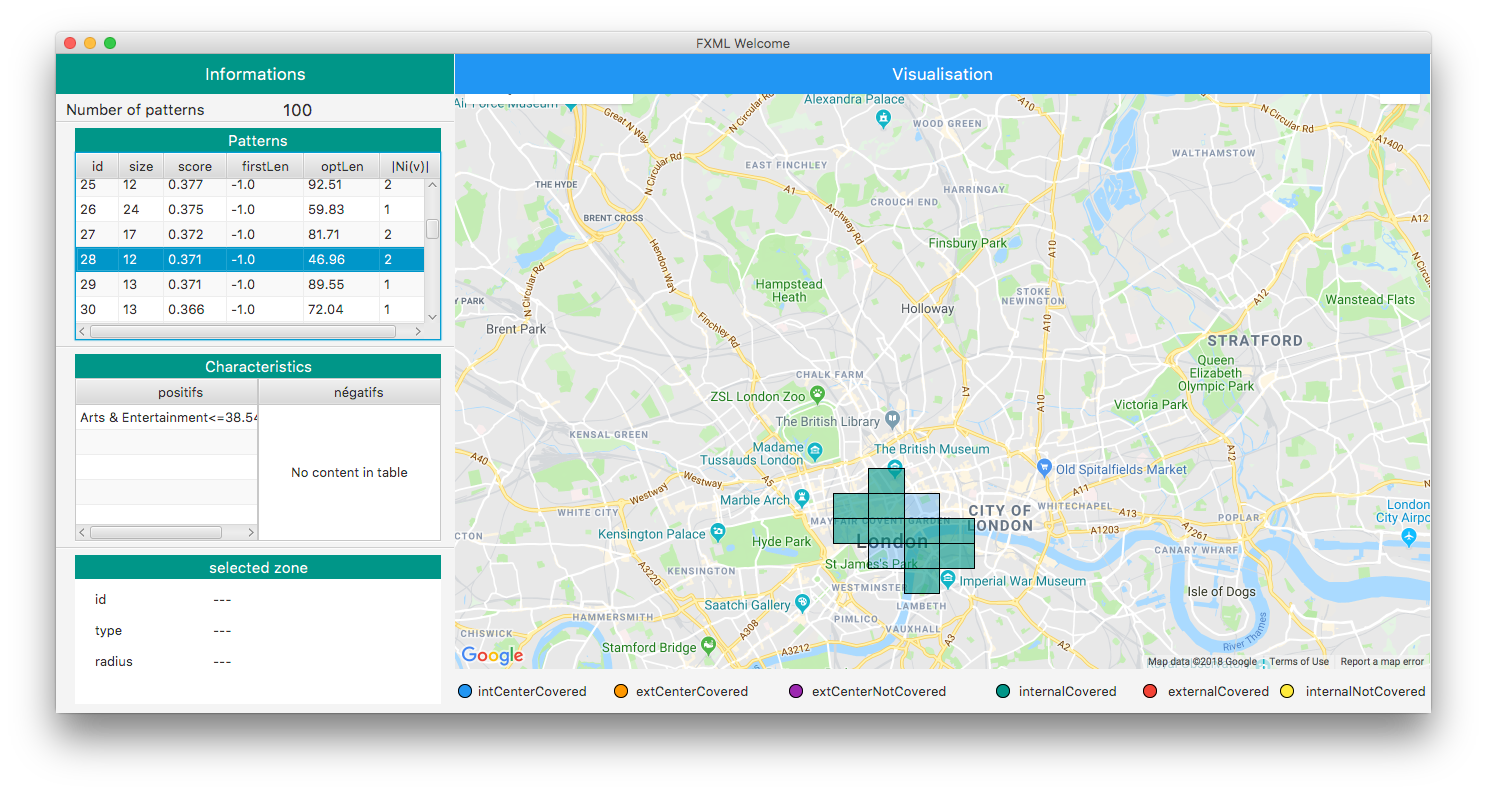 FXML Welcome
Informations
Visualisation
Number of patterns 100
Patterns
id size score firstLen optLen |Ni(v)|
25 12 0.377 -1.0 92.51 2
26 24 0.375 -1.0 59.83 1
27 17 0.372 -1.0 81.71 2
28 12 0.371 -1.0 46.96 2
29 13 0.371 -1.0 89.55 1
30 13 0.366 -1.0 72.04 1
Characteristics
positifs négatifs
Arts & Entertainment<=38.54
No content in table
selected zone
id ---
type ---
radius ---
Air Force Museum
Great N Way
N Circular Rd
Alexandra Palace
WOOD GREEN
A10
N Circular Rd
A1400
WALTHAMSTOW
EAST FINCHLEY
N Circular Rd
THE HYDE
A1
HARRINGAY
CROUCH END
BRENT CROSS
Archway Rd
A12
Hendon Way
Finsbury Park
A10
N Circular Rd
Hampstead
Heath
STOKE
NEWINGTON
A12
Wanstead Flats
Y PARK
Holloway
Brent Park
Finchley Rd
A10
STRATFORD
Queen
Elizabeth
Olympic Park
CHALK FARM
A1
ZSL London Zoo
A10
Victoria Park
The British Library
KENSAL GREEN
Madame
Tussauds London
The British Museum
A12
A40
Westway
A5
Old Spitalfields Market
Westway
Marble Arch
A11
WHITE CITY
CITY OF
LONDON
WHITECHAPEL
A13
POPLAR
London
City Airpo
MAYFAIR COVENT GARDEN
A1203
A1261
CTON
Kensington Palace
Hyde Park
London
CANARY WHARF
St James's Park
KENSINGTON
A3220
WESTMINSTER
Imperial War Museum
Isle of Dogs
Saatchi Gallery
LAMBETH
HAMMERSMITH
PIMLICO
VAUXHALL
A308
CHISWICK
A3
A2
River Thames
Stamford Bridge
A3212
Google
Map data ©2018 Google
Terms of Use
Report a map error
intCenterCovered extCenterCovered extCenterNotCovered internalCovered externalCovered internalNotCovered